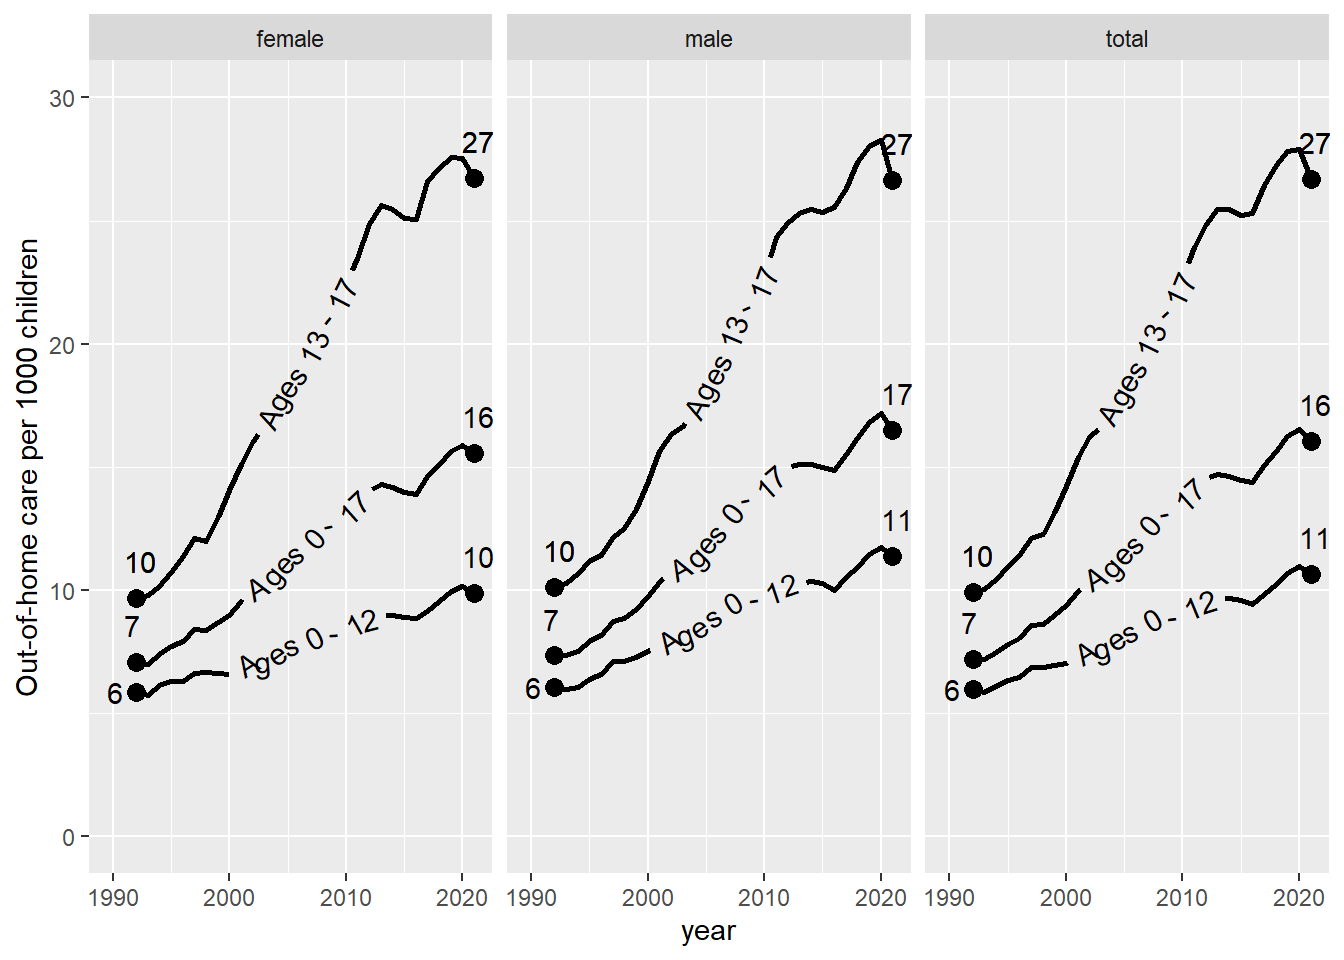 female
male
total
Out-of-home care per 1000 children
30
20
10
0
27
16
10
10
7
6
Ages 13 - 17
Ages 0 - 17
Ages 0 - 12
27
17
11
10
7
6
Ages 13 - 17
Ages 0 - 17
Ages 0 - 12
27
16
11
10
7
6
Ages 13 - 17
Ages 0 - 17
Ages 0 - 12
1990 2000 2010 2020 1990 2000 2010 2020 1990 2000 2010 2020
year